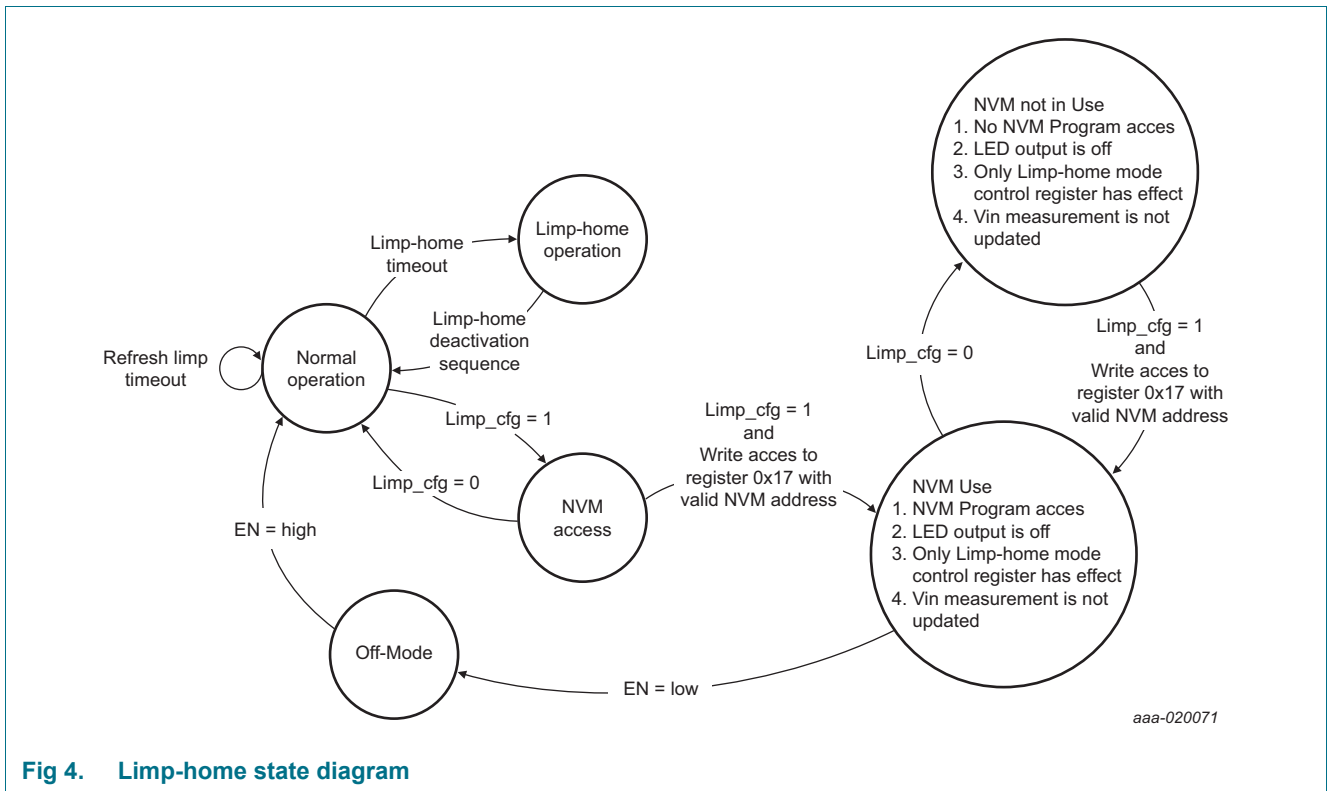 NVM not in Use
1. No NVM Program acces
2. LED output is off
3. Only Limp-home mode
control register has effect
4. Vin measurement is not
updated
Limp-home
timeout
Limp-home
operation
Limp-home
deactivation
sequence
Refresh limp
timeout
Normal
operation
Limp_cfg = 1
Limp_cfg = 0
NVM
access
Limp_cfg = 1
and
Write acces to
register 0x17 with
valid NVM address
Limp_cfg = 0
Limp_cfg = 1
and
Write acces to
register 0x17 with
valid NVM address
NVM Use
1. NVM Program acces
2. LED output is off
3. Only Limp-home mode
control register has effect
4. Vin measurement is not
updated
EN = high
Off-Mode
EN = low
aaa-020071
Fig 4. Limp-home state diagram